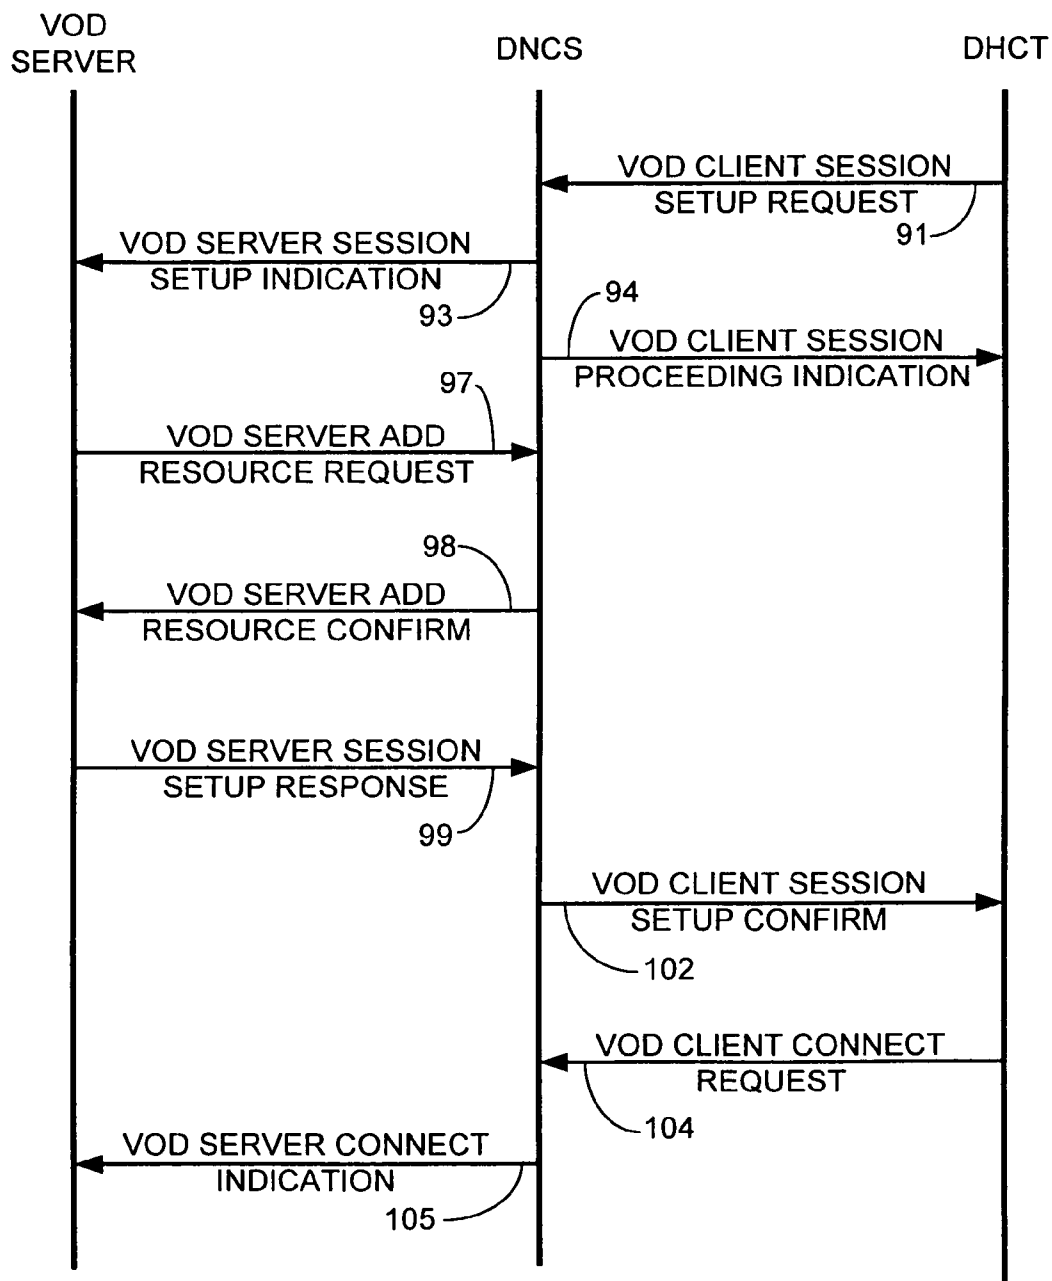 VOD
SERVER
DNCS
DHCT
VOD CLIENT SESSION
SETUP REQUEST
91
VOD SERVER SESSION
SETUP INDICATION
93
94
VOD CLIENT SESSION
PROCEEDING INDICATION
97
VOD SERVER ADD
RESOURCE REQUEST
98
VOD SERVER ADD
RESOURCE CONFIRM
VOD SERVER SESSION
SETUP RESPONSE
99
VOD CLIENT SESSION
SETUP CONFIRM
102
VOD CLIENT CONNECT
REQUEST
104
VOD SERVER CONNECT
INDICATION
105